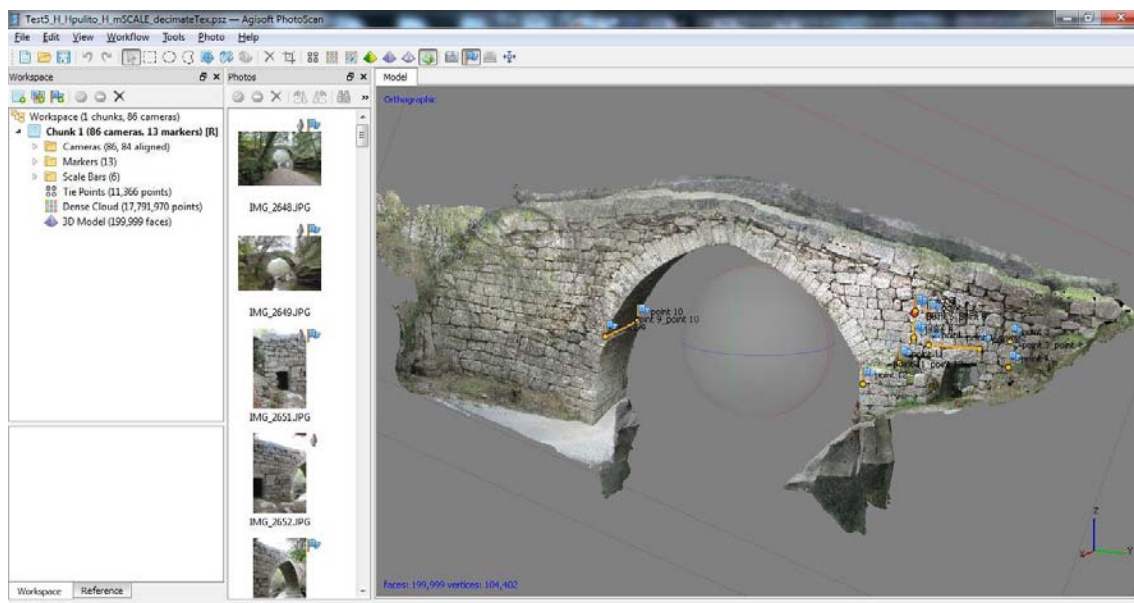 Test5_H_Hpulito_H_mSCALE_decimateTex.psz — Agisoft PhotoScan
File Edit View Workflow Tools Photo Help
Workspace
Photos
Model
»
Orthographic
Workspace (1 chunks, 86 cameras)
Chunk 1 (86 cameras, 13 markers) [R]
Cameras (86, 84 aligned)
Markers (13)
Scale Bars (6)
Tie Points (11,366 points)
Dense Cloud (17,791,970 points)
3D Model (199,999 faces)
IMG_2648.JPG
IMG_2649.JPG
IMG_2651.JPG
IMG_2652.JPG
point 10
point 9_point 10
Z
X
Y
faces: 199,999 vertices: 104,402
Workspace Reference